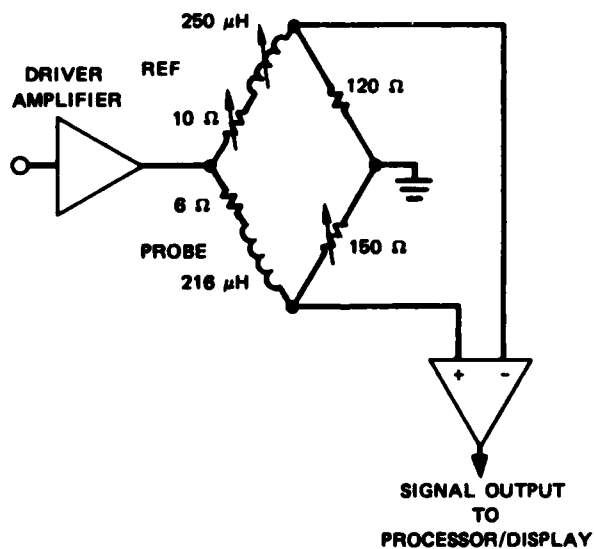 250 µH
DRIVER
AMPLIFIER
REF
120 Ω
10 Ω
6 Ω
PROBE
150 Ω
216 µH
+ -
SIGNAL OUTPUT
TO
PROCESSOR/DISPLAY